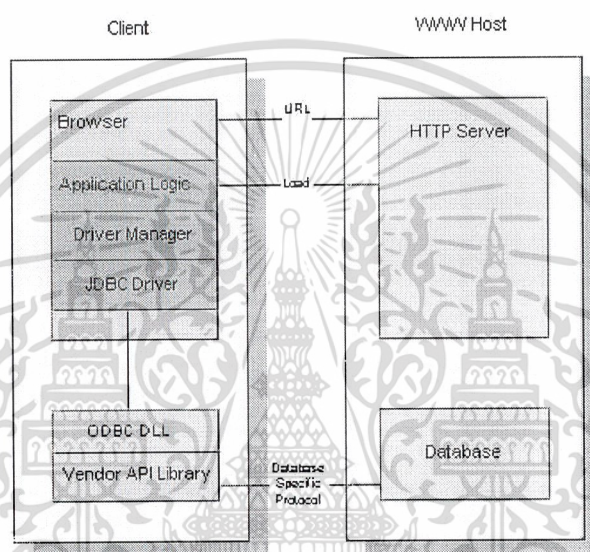 Client
WWW Host
Browser
URL
HTTP Server
Application Logic
Load
Driver Manager
JDBC Driver
ODBC DLL
Vendor API Library
Database
Specific
Protocol
Database